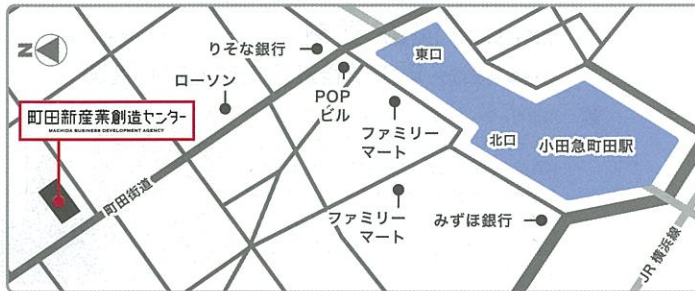 N
りそな銀行
ローソン
町田新産業創造センター
MACHIDA BUSINESS DEVELOPMENT AGENCY
POP
ビル
ファミリー
マート
東口
北口
小田急町田駅
町田街道
ファミリー
マート
みずほ銀行
JR 横浜線